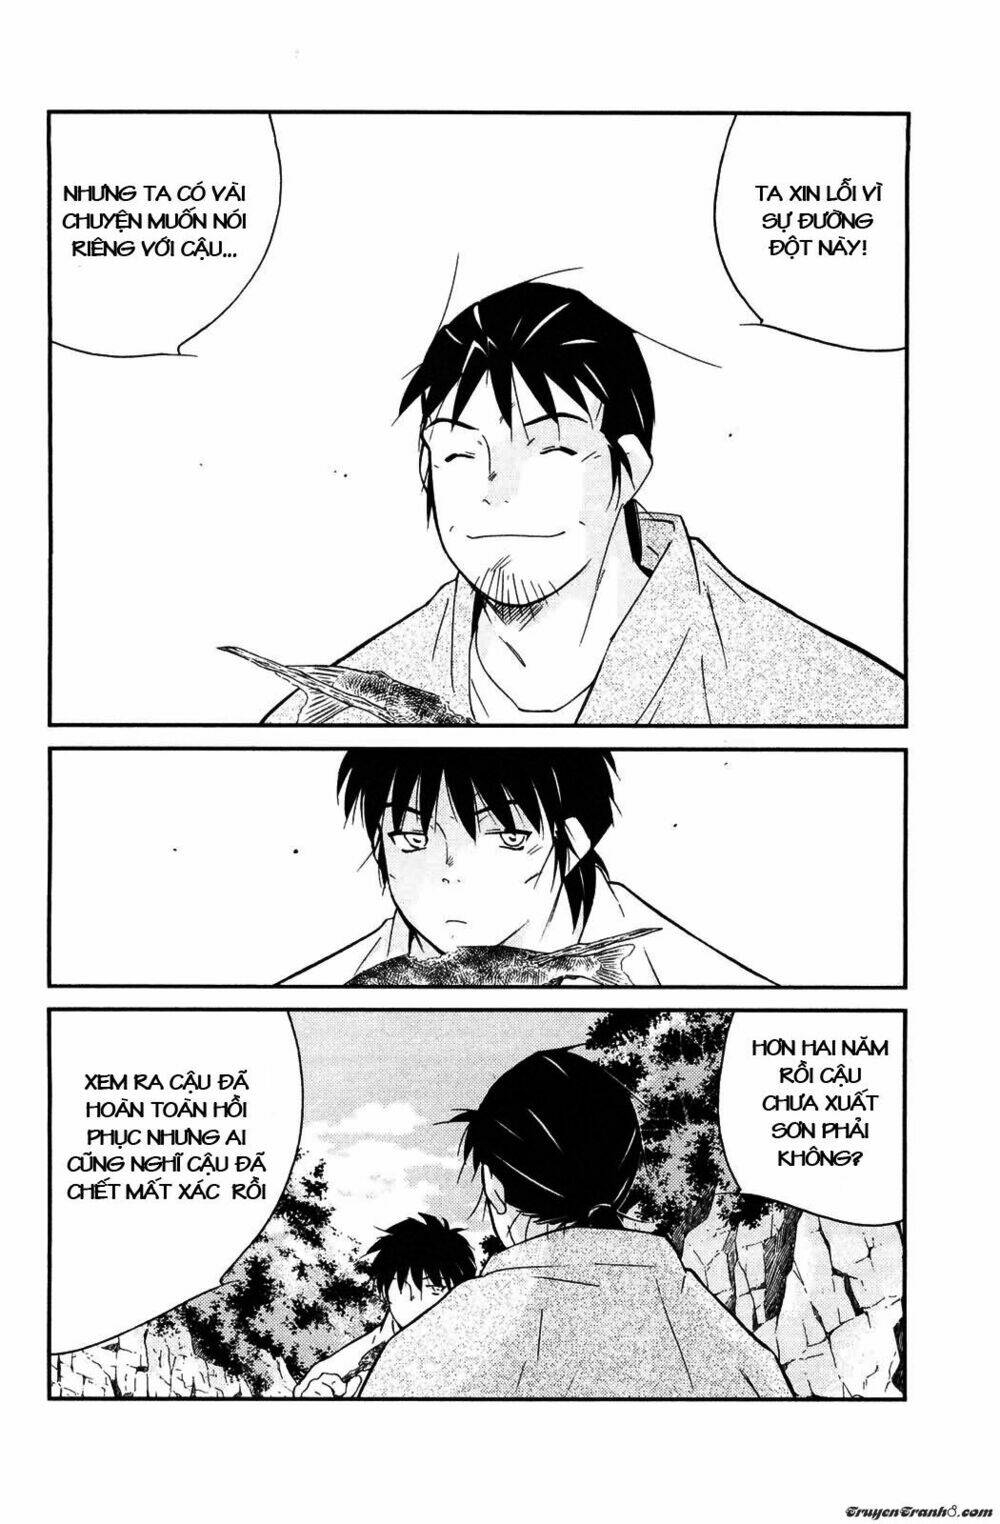 TA XIN LỖI VÌ
SỰ ĐƯỜNG
ĐỘT NÀY!
NHƯNG TA CÓ VÀI
CHUYỆN MUỐN NÓI
RIÊNG VỚI CẬU...
HƠN HAI NĂM
RỒI CẬU
CHƯA XUẤT
SƠN PHẢI
KHÔNG?
XEM RA CẬU ĐÃ
HOÀN TOÀN HỒI
PHỤC NHƯNG AI
CŨNG NGHĨ CẬU ĐÃ
CHẾT MẤT XÁC RỒI
TruyenTranh8.com